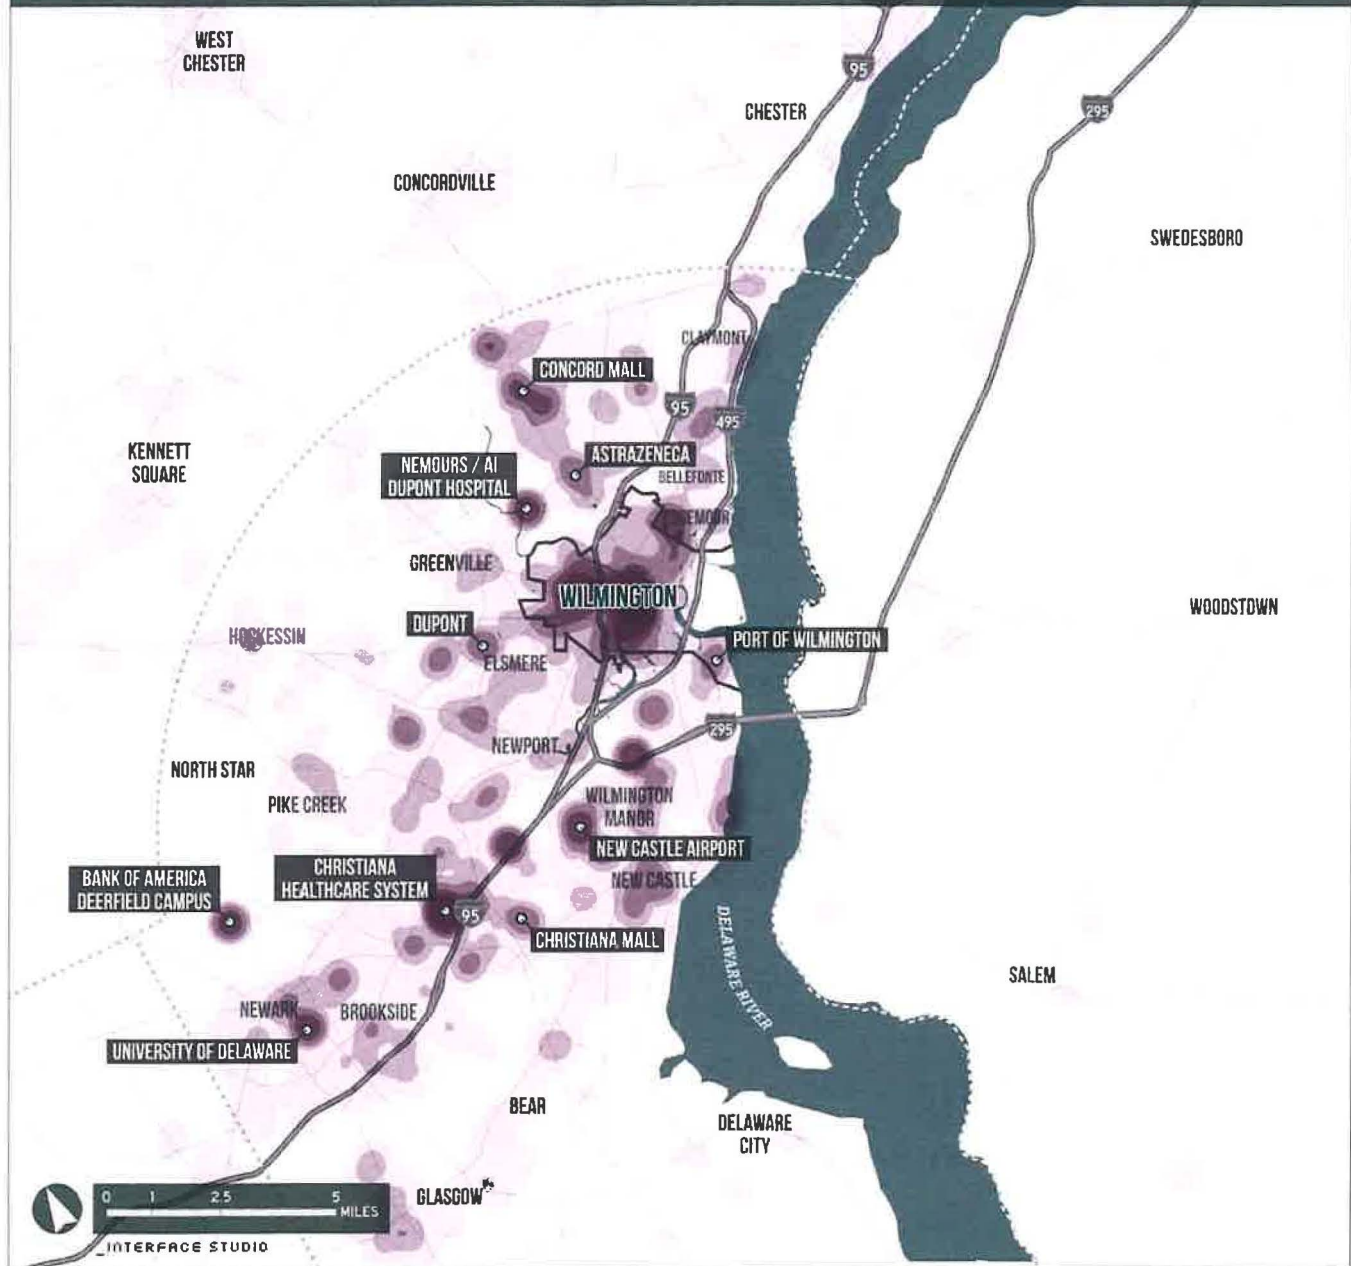 WEST
CHESTER
95
CHESTER
295
CONCORDVILLE
SWEDESBORO
CLAYMONT
CONCORD MALL
95
495
KENNETT
SQUARE
ASTRAZENECA
NEMOURS / AI
DUPONT HOSPITAL
BELLEFONTE
GREENVILLE
WILMINGTON
WOODSTOWN
DUPONT
HOCKESSIN
PORT OF WILMINGTON
ELSMERE
295
NEWPORT
NORTH STAR
PIKE CREEK
WILMINGTON
MANOR
NEW CASTLE AIRPORT
CHRISTIANA
HEALTHCARE SYSTEM
BANK OF AMERICA
DEERFIELD CAMPUS
NEW CASTLE
95
CHRISTIANA MALL
DELAWARE RIVER
SALEM
NEWARK
BROOKSIDE
UNIVERSITY OF DELAWARE
BEAR
DELAWARE
CITY
GLASGOW
0 1 2.5 5
MILES
_INTERFACE STUDIO